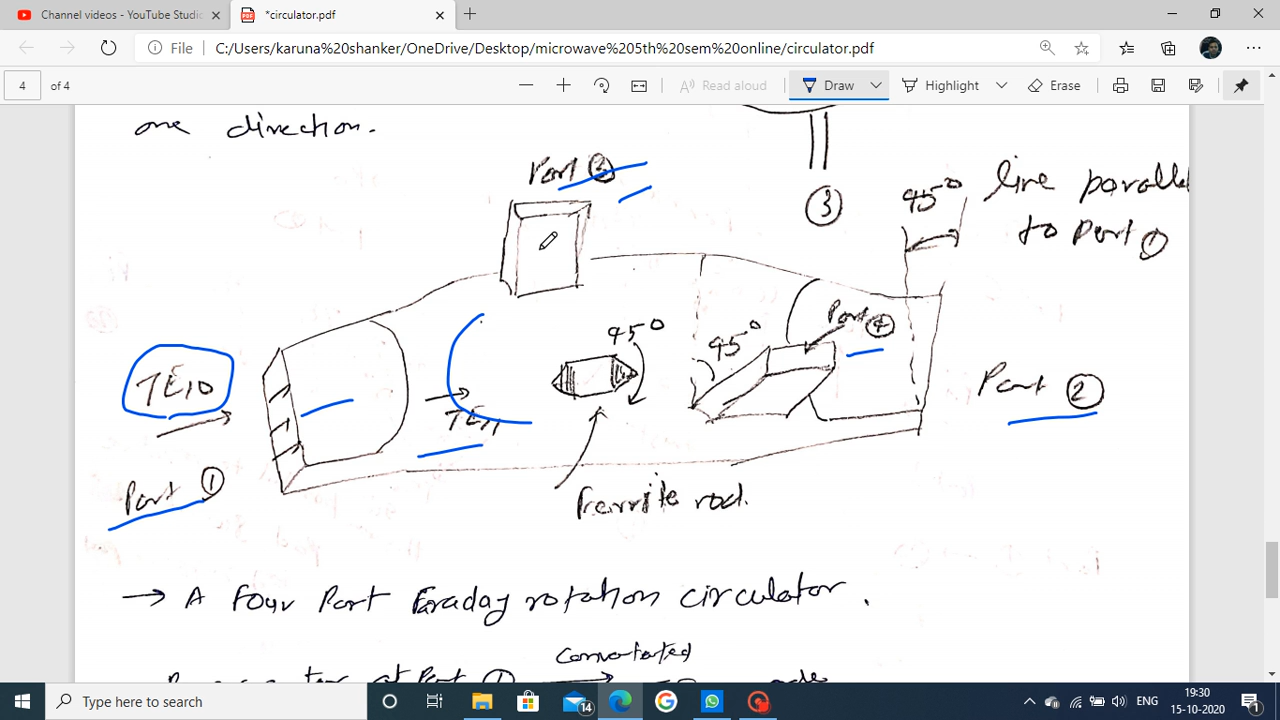 Channel videos - YouTube Studio
*circulator.pdf
File C:/Users/karuna%20shanker/OneDrive/Desktop/microwave%205th%20sem%20online/circulator.pdf
4 of 4
Read aloud
Draw
Highlight
Erase
one direction.
Port ③
③
45° line parallel
to Port ①
45°
45°
Port ④
TE10
TE11
Port ②
Port ①
Ferrite rod.
→ A Four Port Faraday rotation circulator.
Converted
Type here to search
14
ENG
19:30
15-10-2020
1